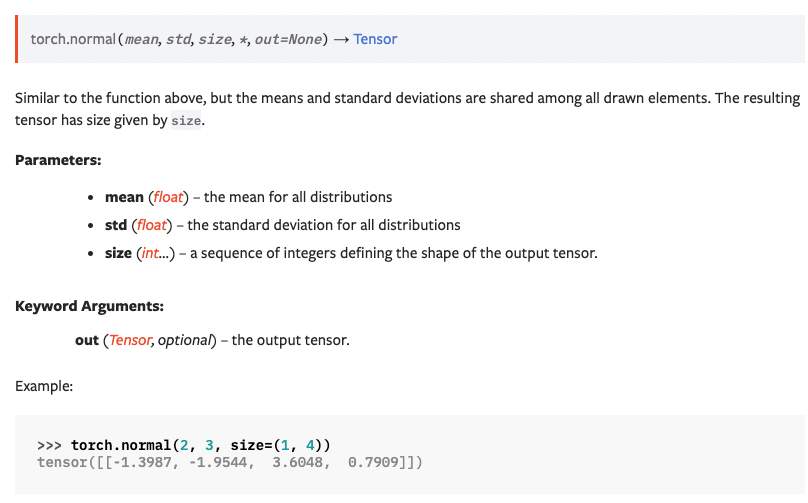 torch.normal(mean, std, size, *, out=None) → Tensor
Similar to the function above, but the means and standard deviations are shared among all drawn elements. The resulting
tensor has size given by size.
Parameters:
• mean (float) – the mean for all distributions
• std (float) – the standard deviation for all distributions
• size (int...) – a sequence of integers defining the shape of the output tensor.
Keyword Arguments:
out (Tensor, optional) – the output tensor.
Example:
>>> torch.normal(2, 3, size=(1, 4))
tensor([[-1.3987, -1.9544,  3.6048,  0.7909]])